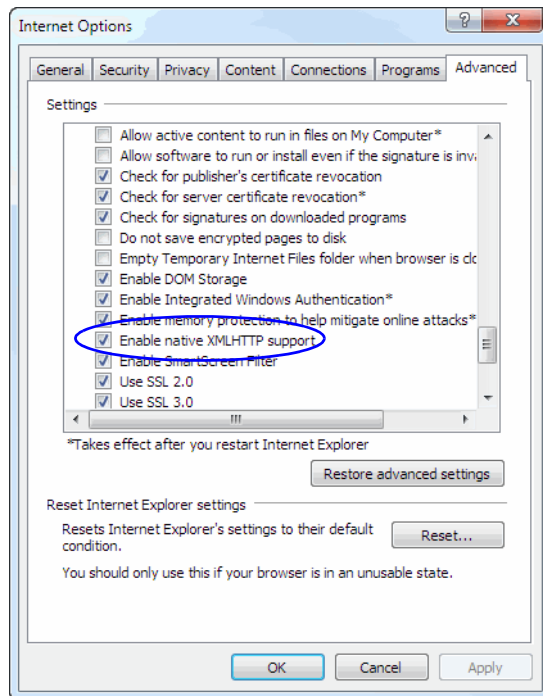 Internet Options
General Security Privacy Content Connections Programs Advanced
Settings
Allow active content to run in files on My Computer*
Allow software to run or install even if the signature is
Check for publisher's certificate revocation
Check for server certificate revocation*
Check for signatures on downloaded programs
Do not save encrypted pages to disk
Empty Temporary Internet Files folder when browser is
Enable DOM Storage
Enable Integrated Windows Authentication*
Enable memory protection to help mitigate online attacks*
Enable native XMLHTTP support
Enable SmartScreen Filter
Use SSL 2.0
Use SSL 3.0
*Takes effect after you restart Internet Explorer
Restore advanced settings
Reset Internet Explorer settings
Resets Internet Explorer's settings to their default
condition.
Reset...
You should only use this if your browser is in an unusable state.
OK Cancel Apply